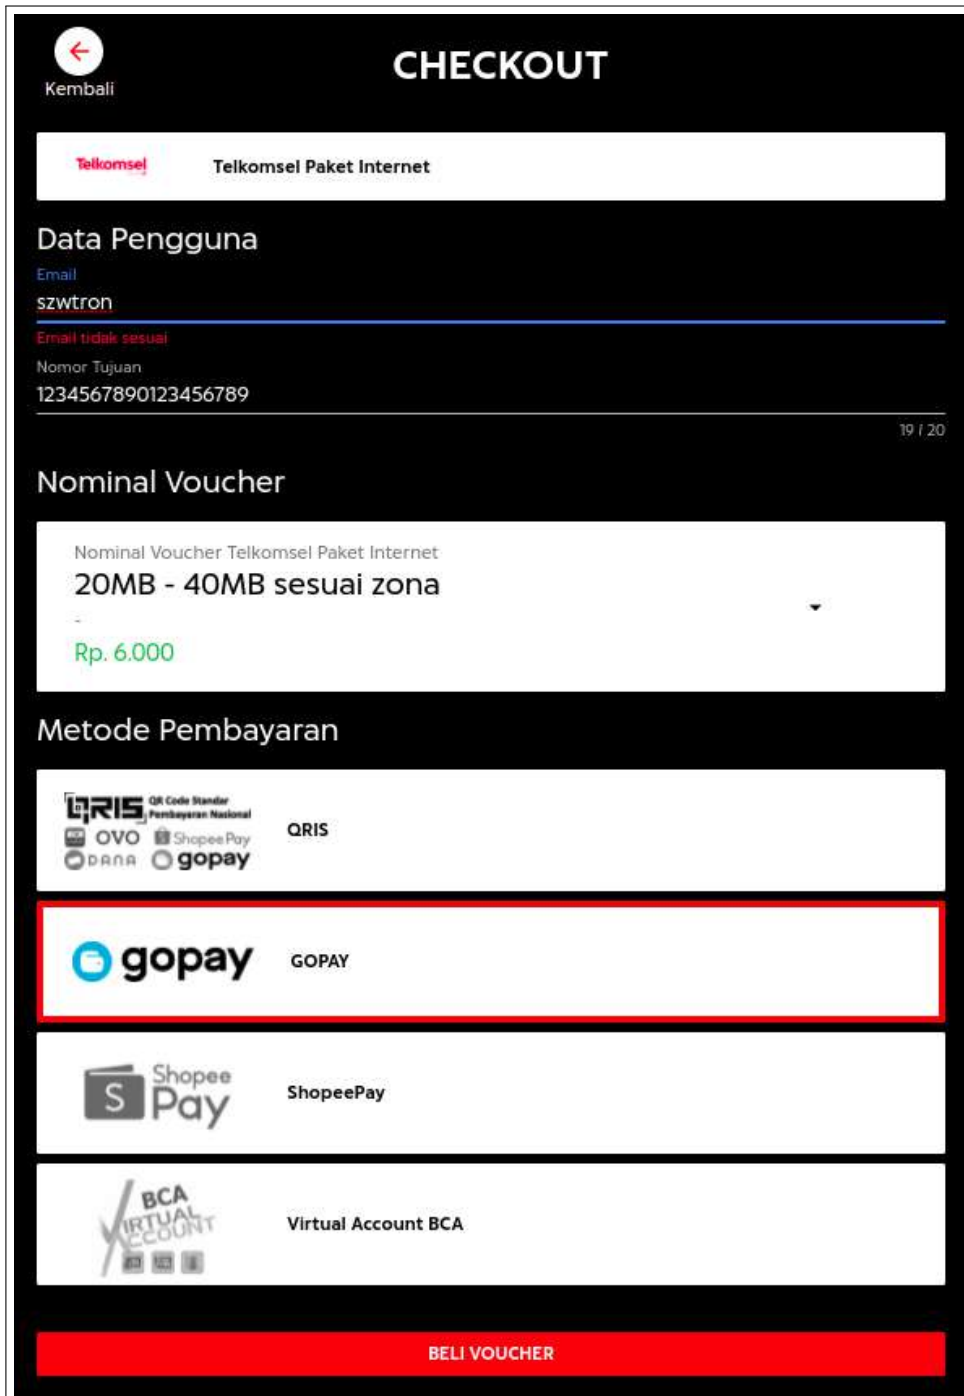 Kembali
CHECKOUT
Telkomsel
Telkomsel Paket Internet
Data Pengguna
Email
szwtron
Email tidak sesuai
Nomor Tujuan
1234567890123456789
19 / 20
Nominal Voucher
Nominal Voucher Telkomsel Paket Internet
20MB - 40MB sesuai zona
-
Rp. 6.000
Metode Pembayaran
QRIS QR Code Standar
Pembayaran Nasional
OVO ShopeePay
DANA gopay
QRIS
gopay
GOPAY
S Shopee
Pay
ShopeePay
BCA
VIRTUAL
ACCOUNT
Virtual Account BCA
BELI VOUCHER